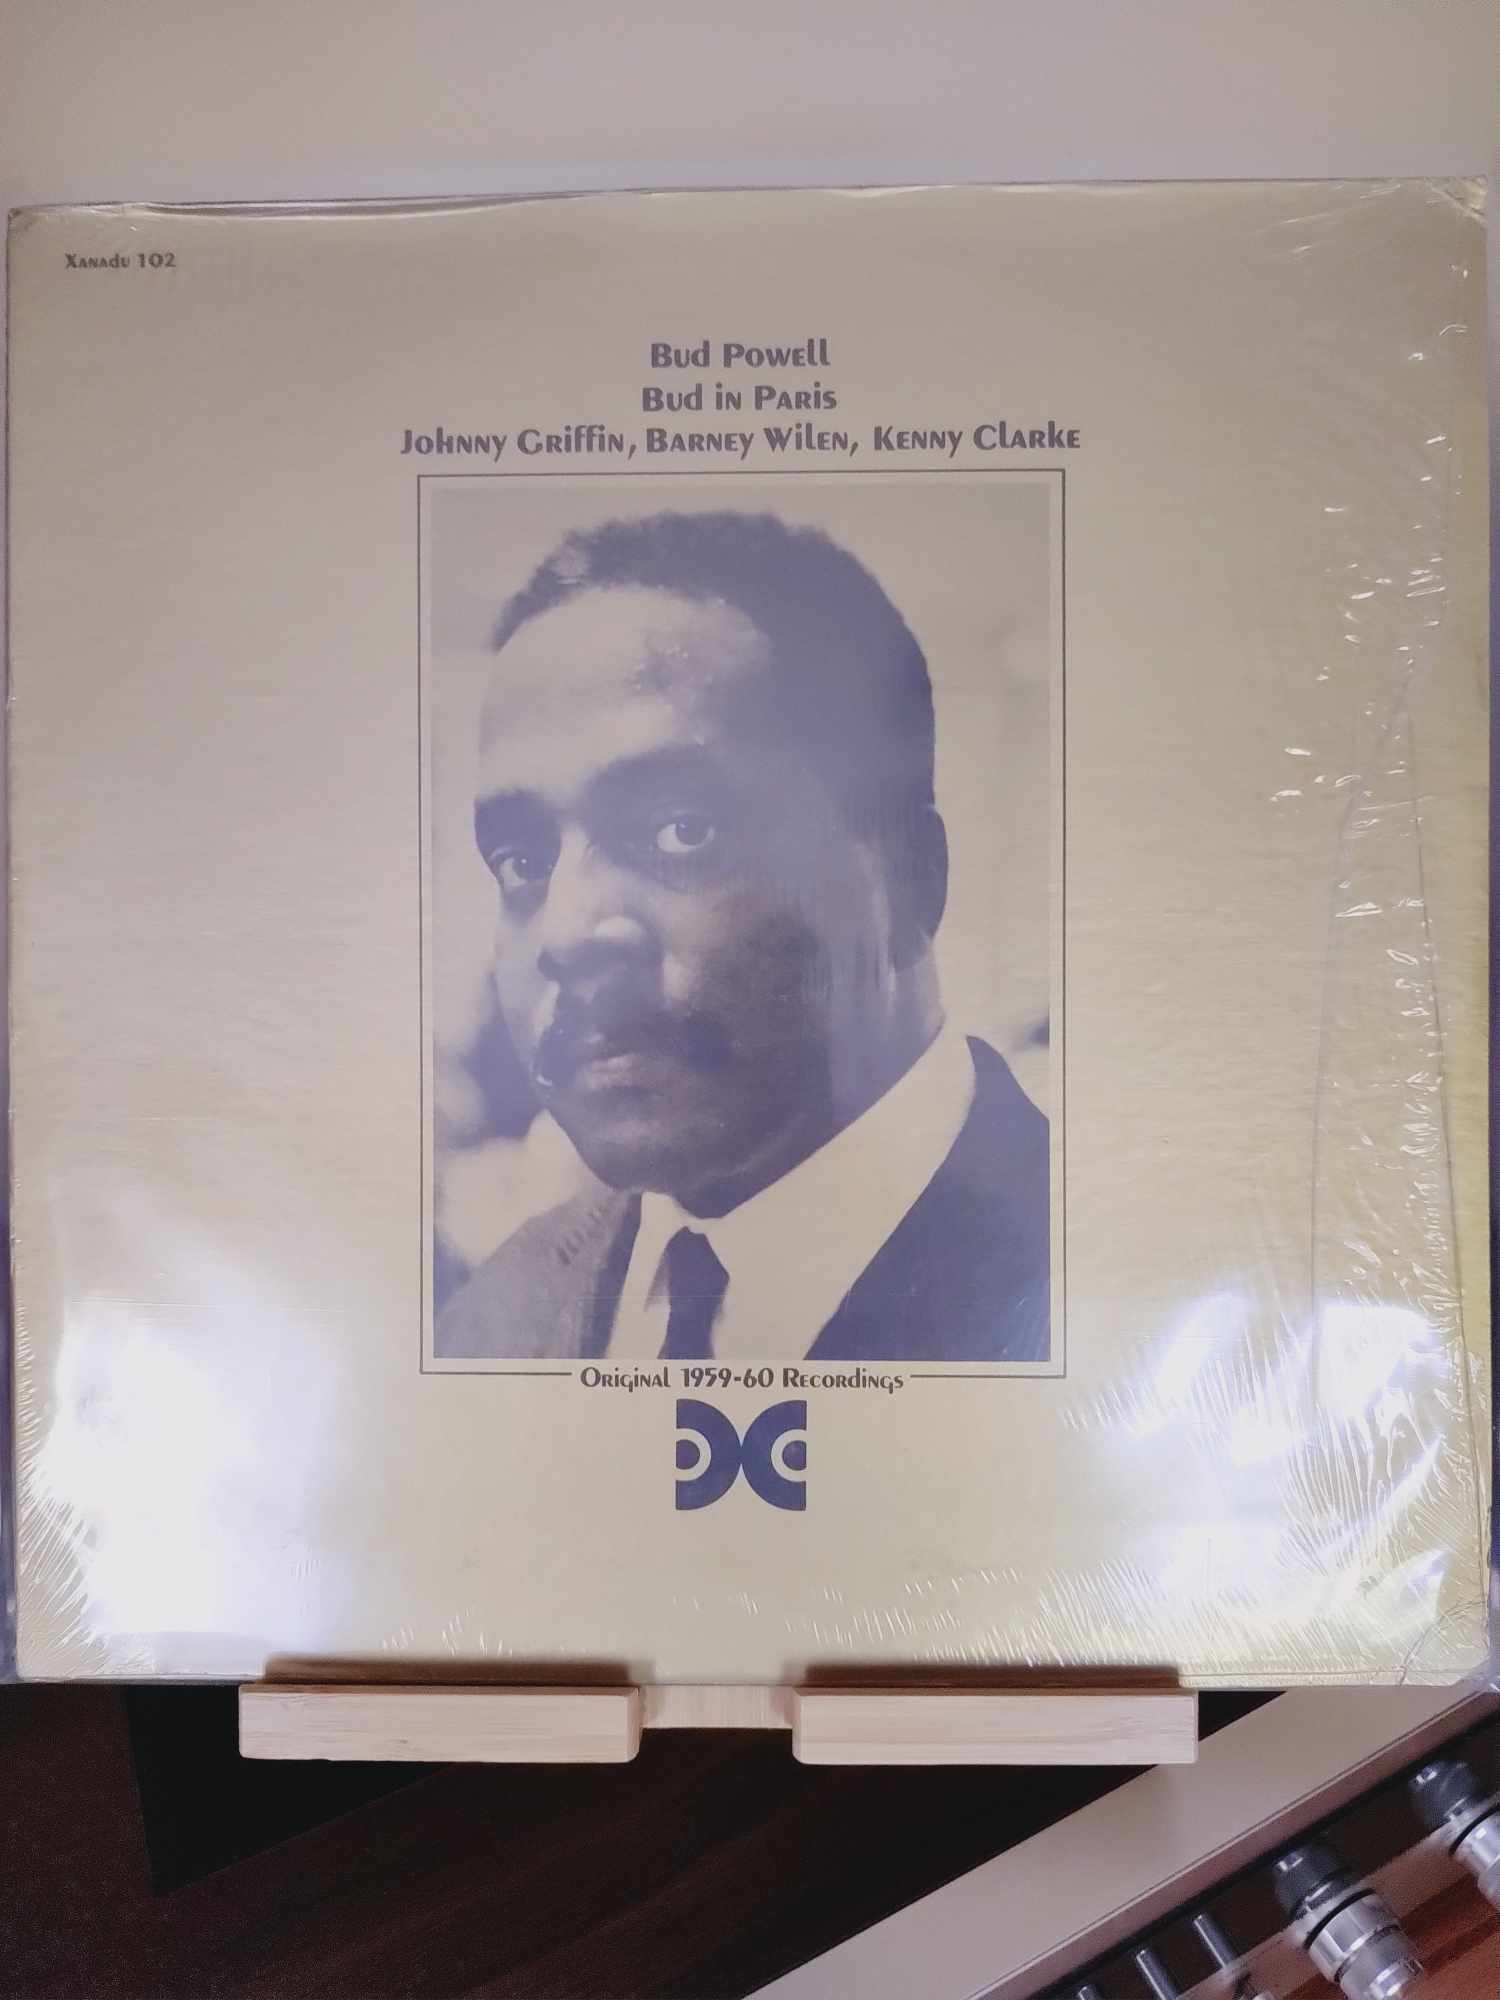 Xanadu 102
Bud Powell
Bud in Paris
Johnny Griffin, Barney Wilen, Kenny Clarke
Original 1959-60 Recordings